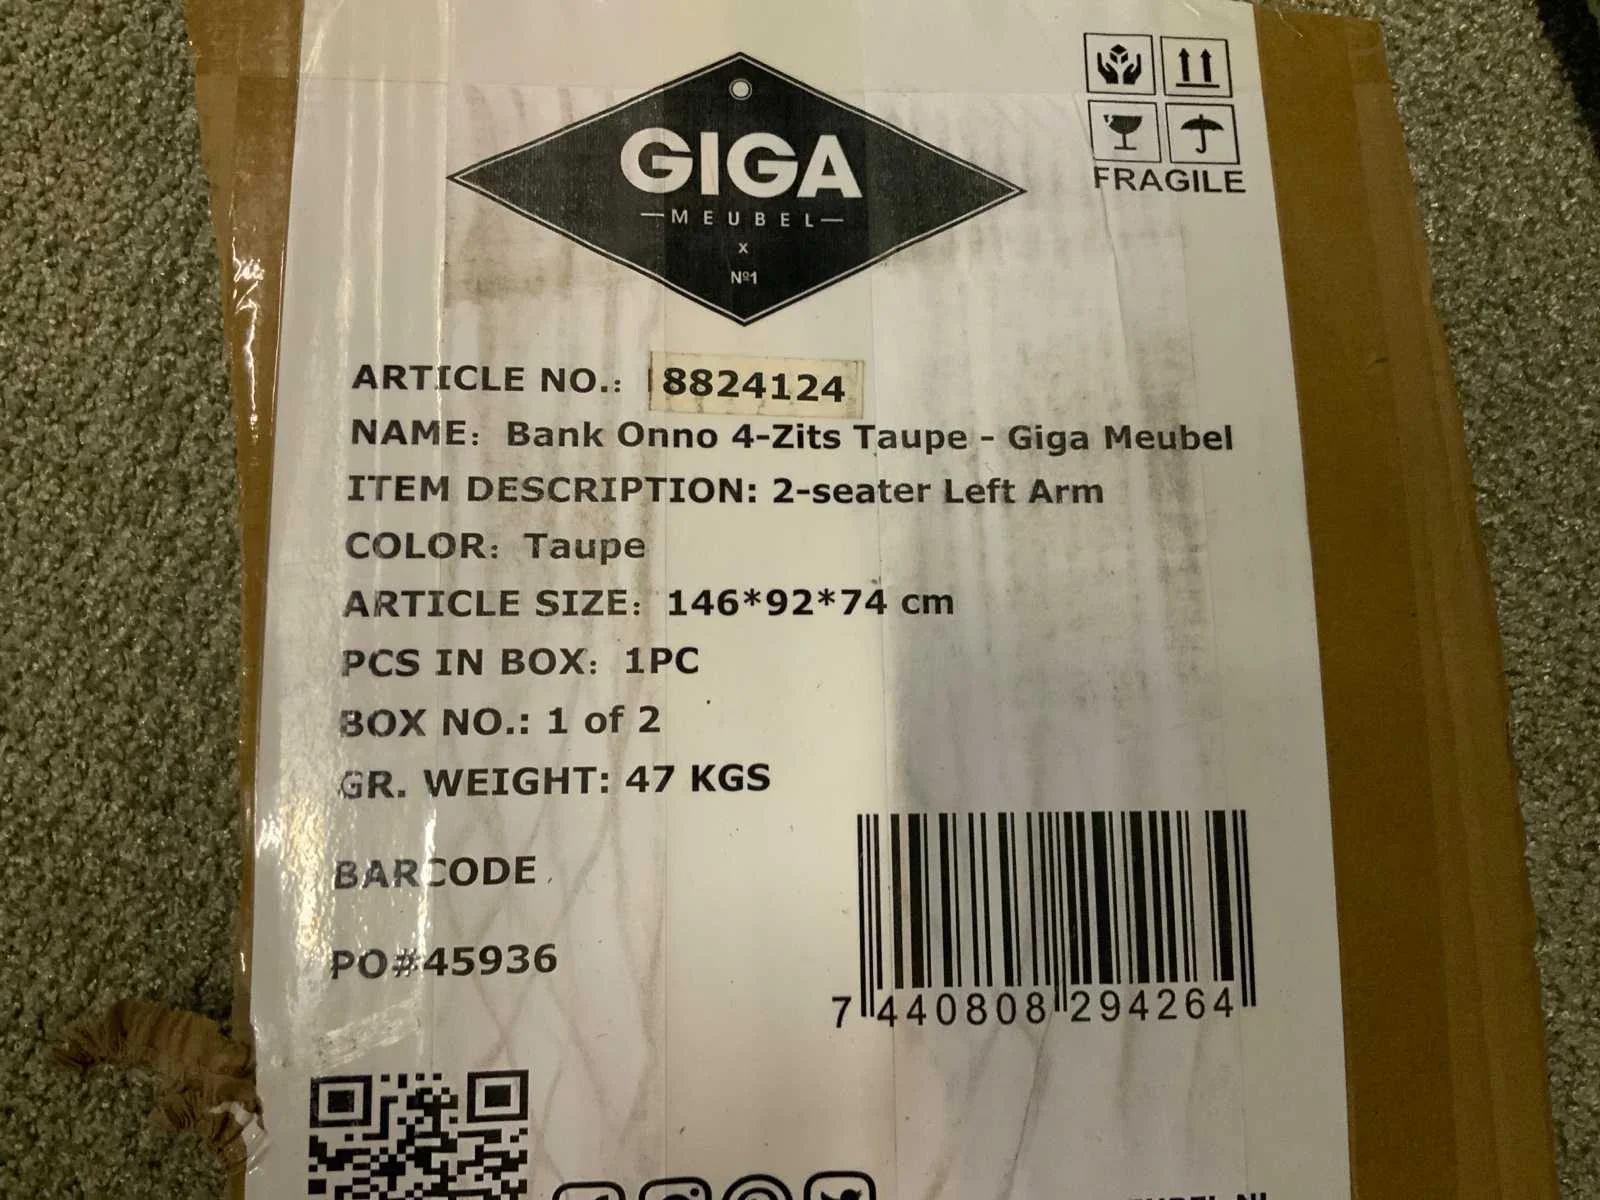 GIGA
MEUBEL
x
Nº1
FRAGILE
ARTICLE NO.: 8824124
NAME: Bank Onno 4-Zits Taupe - Giga Meubel
ITEM DESCRIPTION: 2-seater Left Arm
COLOR: Taupe
ARTICLE SIZE: 146*92*74 cm
PCS IN BOX: 1PC
BOX NO.: 1 of 2
GR. WEIGHT: 47 KGS
BARCODE
PO#45936
7 440808 294264